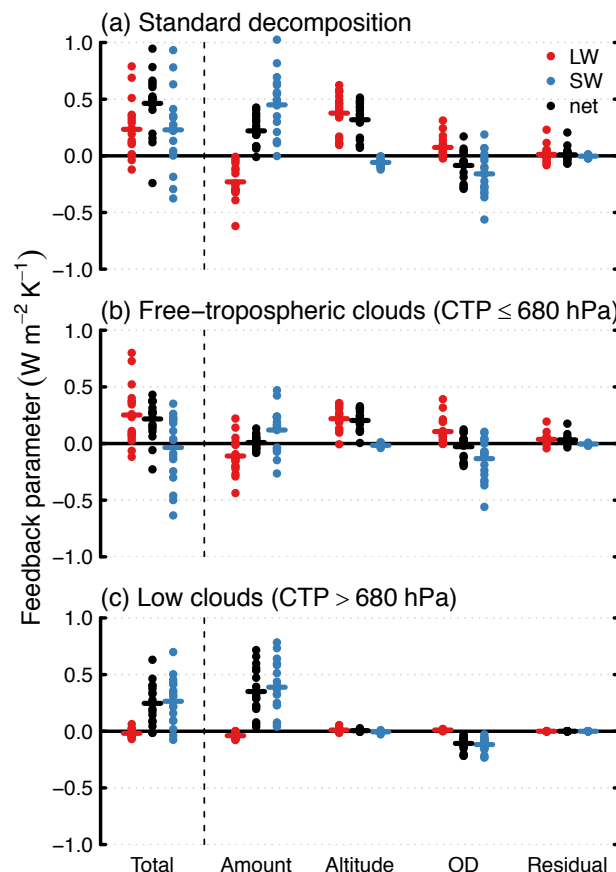 (a) Standard decomposition
1.0
0.5
0.0
−0.5
−1.0
LW
SW
net
(b) Free−tropospheric clouds (CTP ≤ 680 hPa)
1.0
0.5
0.0
−0.5
−1.0
Feedback parameter (W m⁻² K⁻¹)
(c) Low clouds (CTP > 680 hPa)
1.0
0.5
0.0
−0.5
−1.0
Total Amount Altitude OD Residual